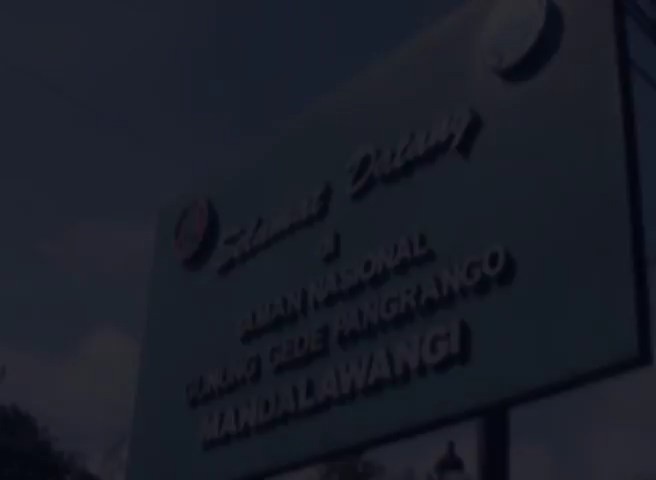 Selamat Datang
di
TAMAN NASIONAL
GUNUNG GEDE PANGRANGO
MANDALAWANGI